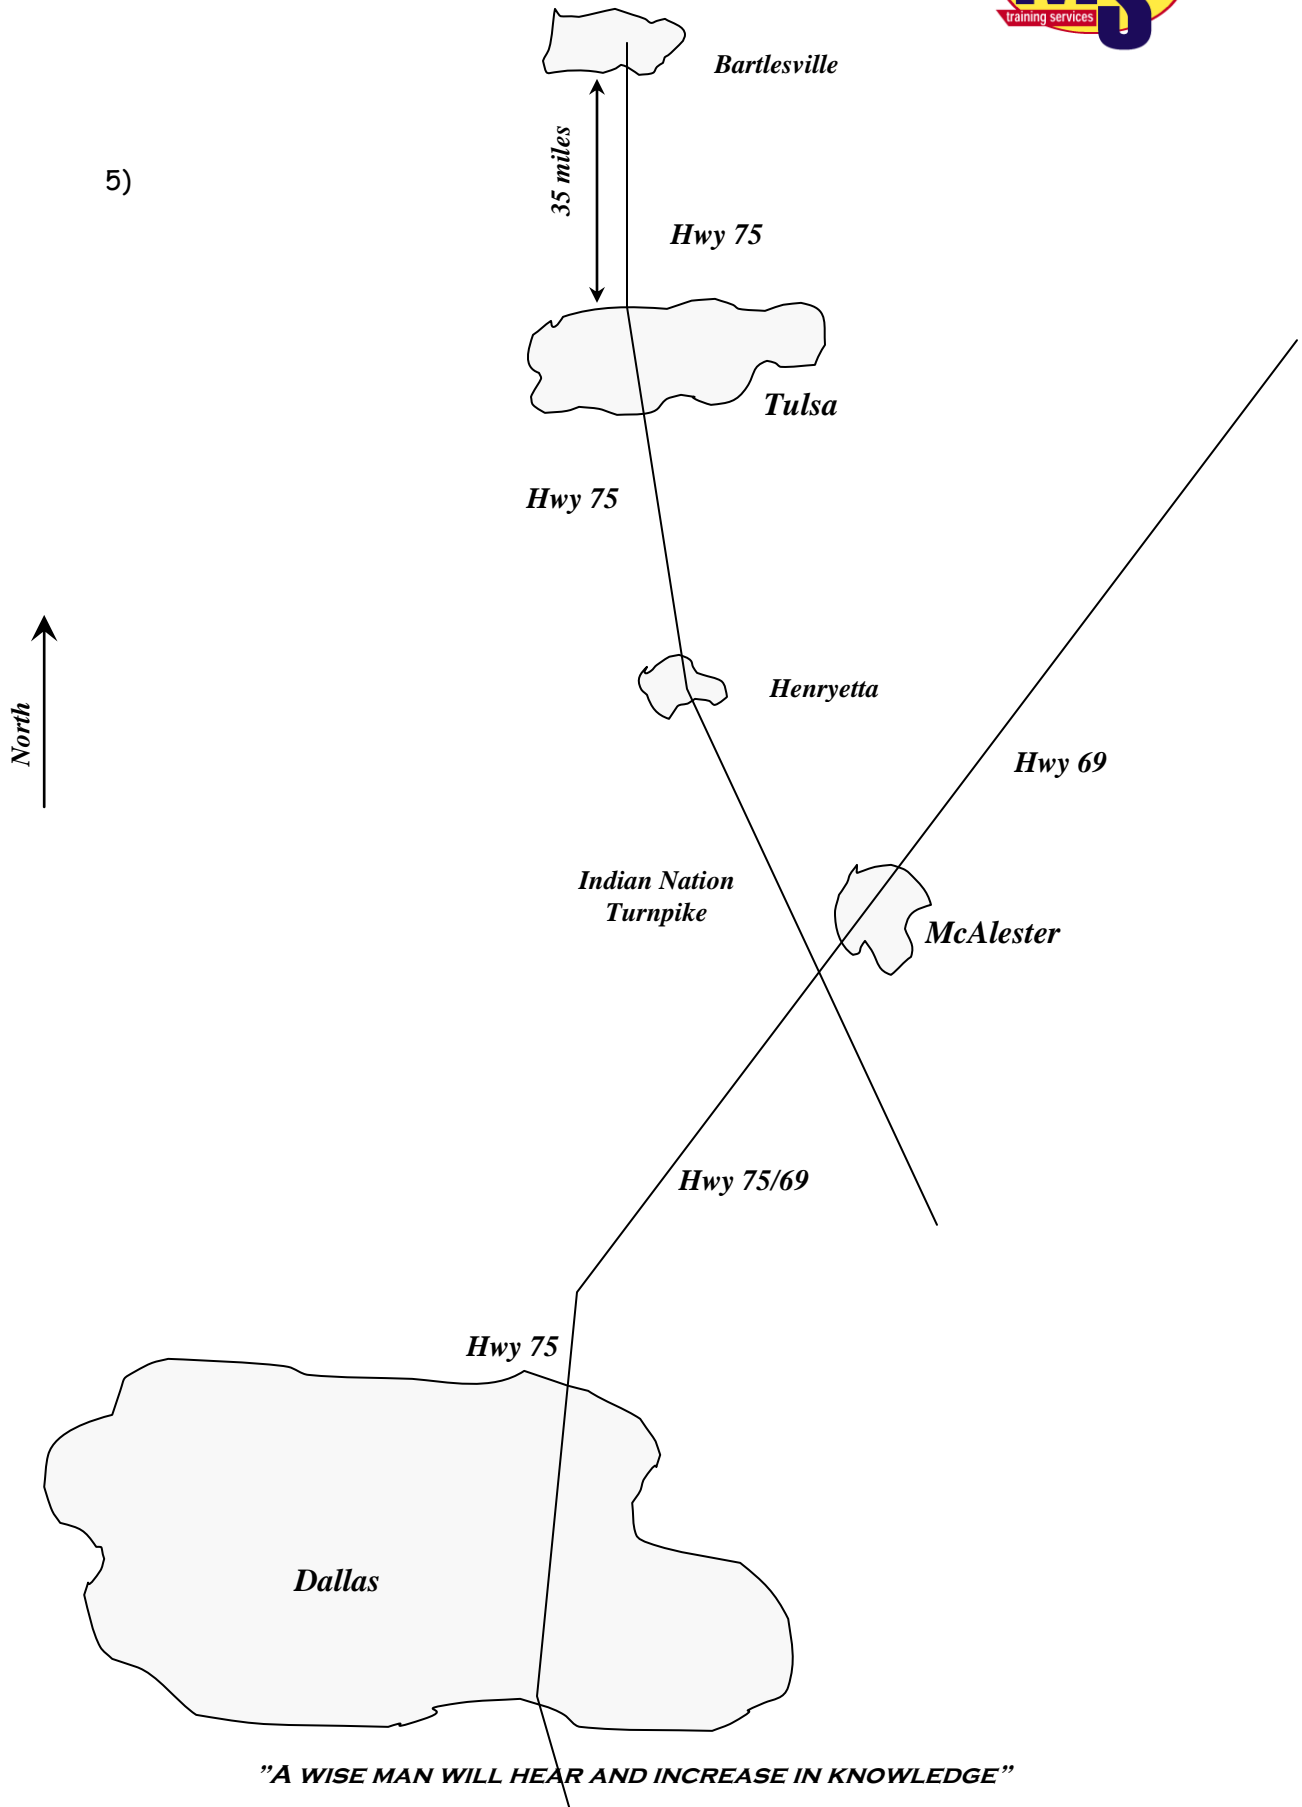 MS
training services
Bartlesville
35 miles
5)
Hwy 75
Tulsa
Hwy 75
Henryetta
North
Hwy 69
Indian Nation
Turnpike
McAlester
Hwy 75/69
Hwy 75
Dallas
”A WISE MAN WILL HEAR AND INCREASE IN KNOWLEDGE”